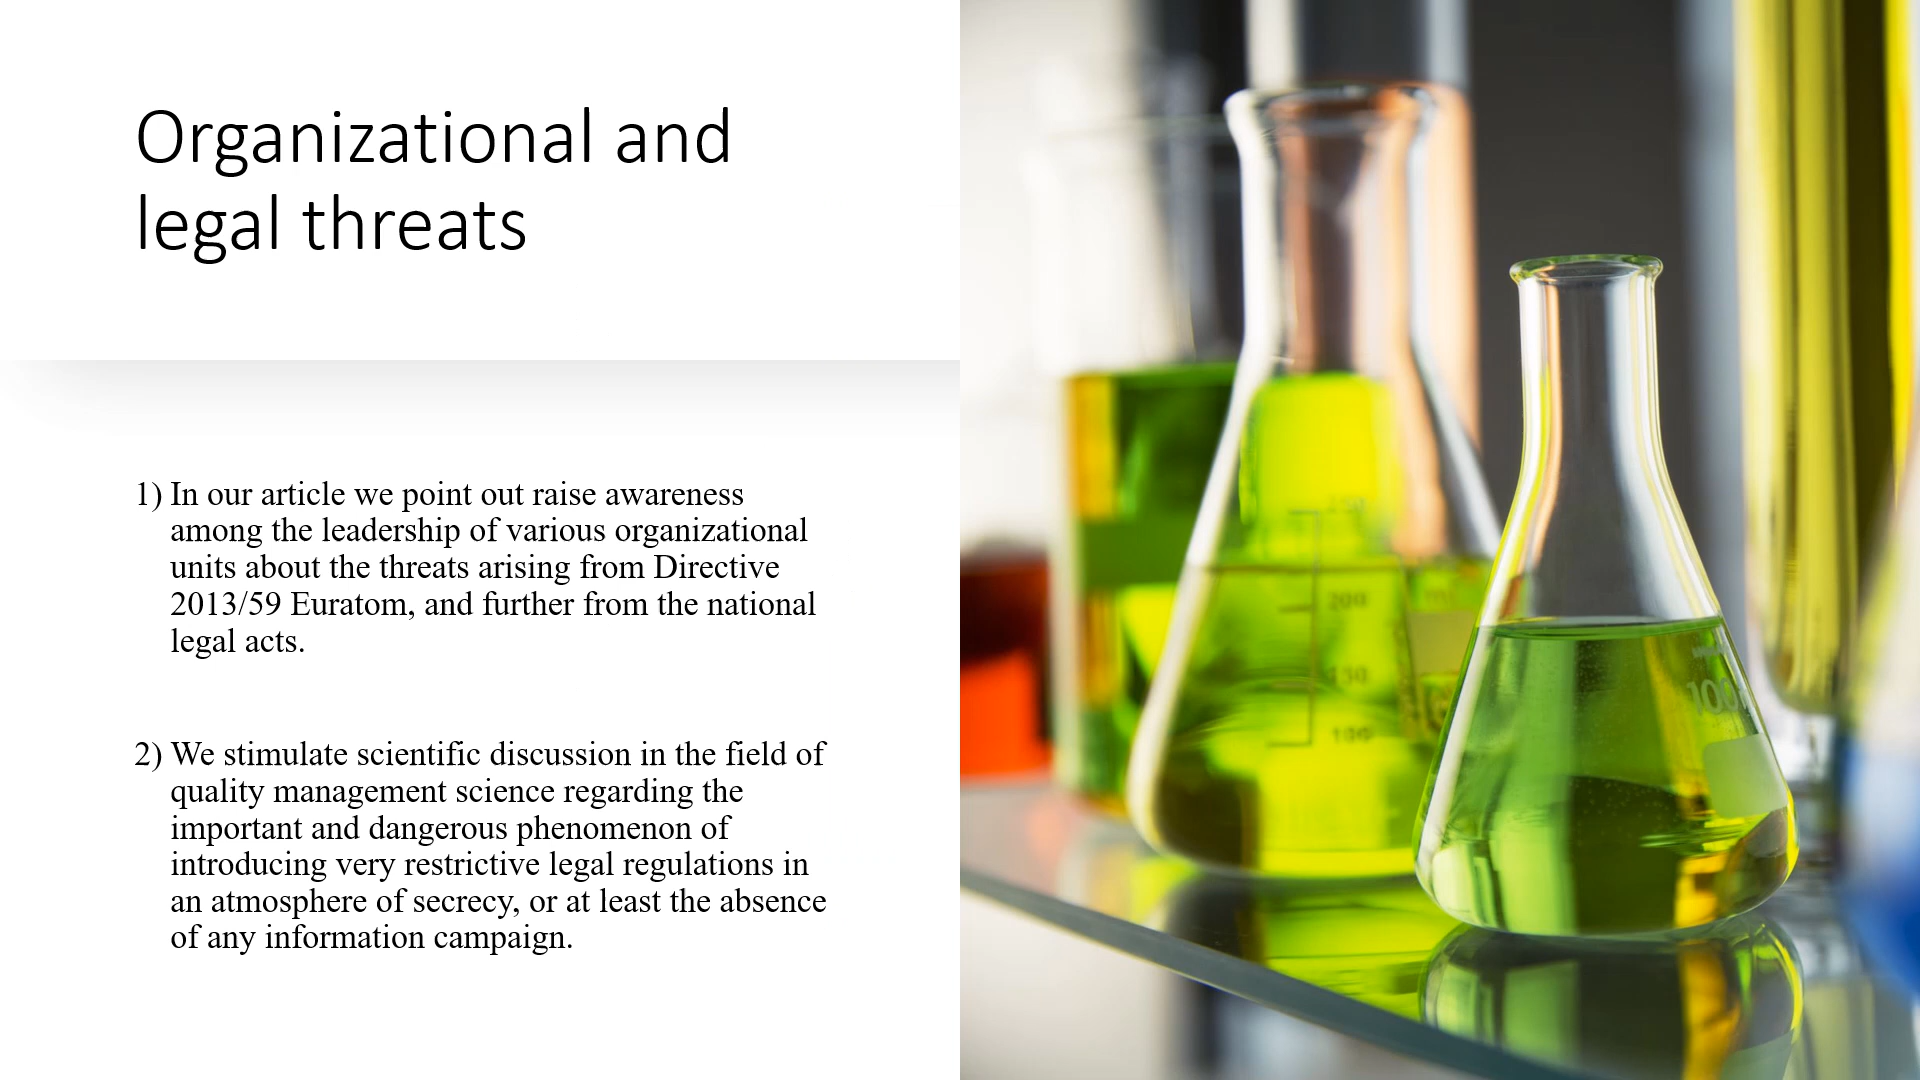 Organizational and
legal threats
1) In our article we point out raise awareness
among the leadership of various organizational
units about the threats arising from Directive
2013/59 Euratom, and further from the national
legal acts.
2) We stimulate scientific discussion in the field of
quality management science regarding the
important and dangerous phenomenon of
introducing very restrictive legal regulations in
an atmosphere of secrecy, or at least the absence
of any information campaign.
200
100
100